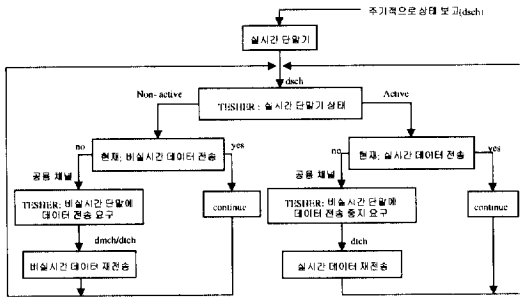 주기적으로상태 보고(dsch)
실시간 단말기
dsch
Non- active
Active
TESHER : 실시간 단말기 상태
no
yes
현재; 비실시간 데이터 전송
no
yes
현재; 실시간 데이터 전송
공용 채널
공용 채널
TESHER; 비실시간 단말에
데이터 전송 요구
continue
TESHER; 비실시간 단말에
데이터 전송 중지 요구
continue
dmch/dtch
dtch
비실시간 데이터 재전송
실시간 데이터 재전송